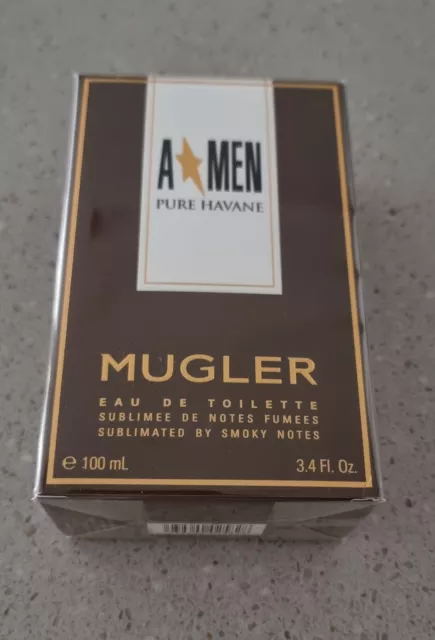 A★MEN
PURE HAVANE
MUGLER
EAU DE TOILETTE
SUBLIMEE DE NOTES FUMEES
SUBLIMATED BY SMOKY NOTES
℮ 100 mL 3.4 Fl. Oz.